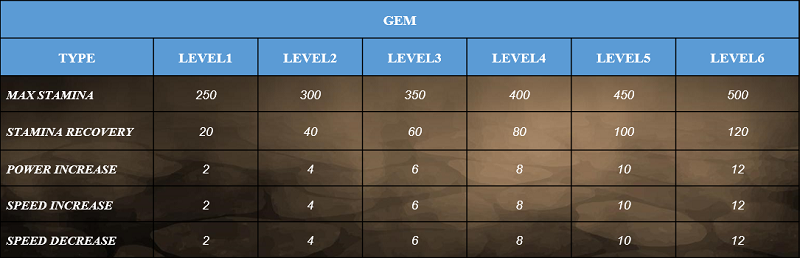 GEM
TYPE LEVEL1 LEVEL2 LEVEL3 LEVEL4 LEVEL5 LEVEL6
MAX STAMINA 250 300 350 400 450 500
STAMINA RECOVERY 20 40 60 80 100 120
POWER INCREASE 2 4 6 8 10 12
SPEED INCREASE 2 4 6 8 10 12
SPEED DECREASE 2 4 6 8 10 12